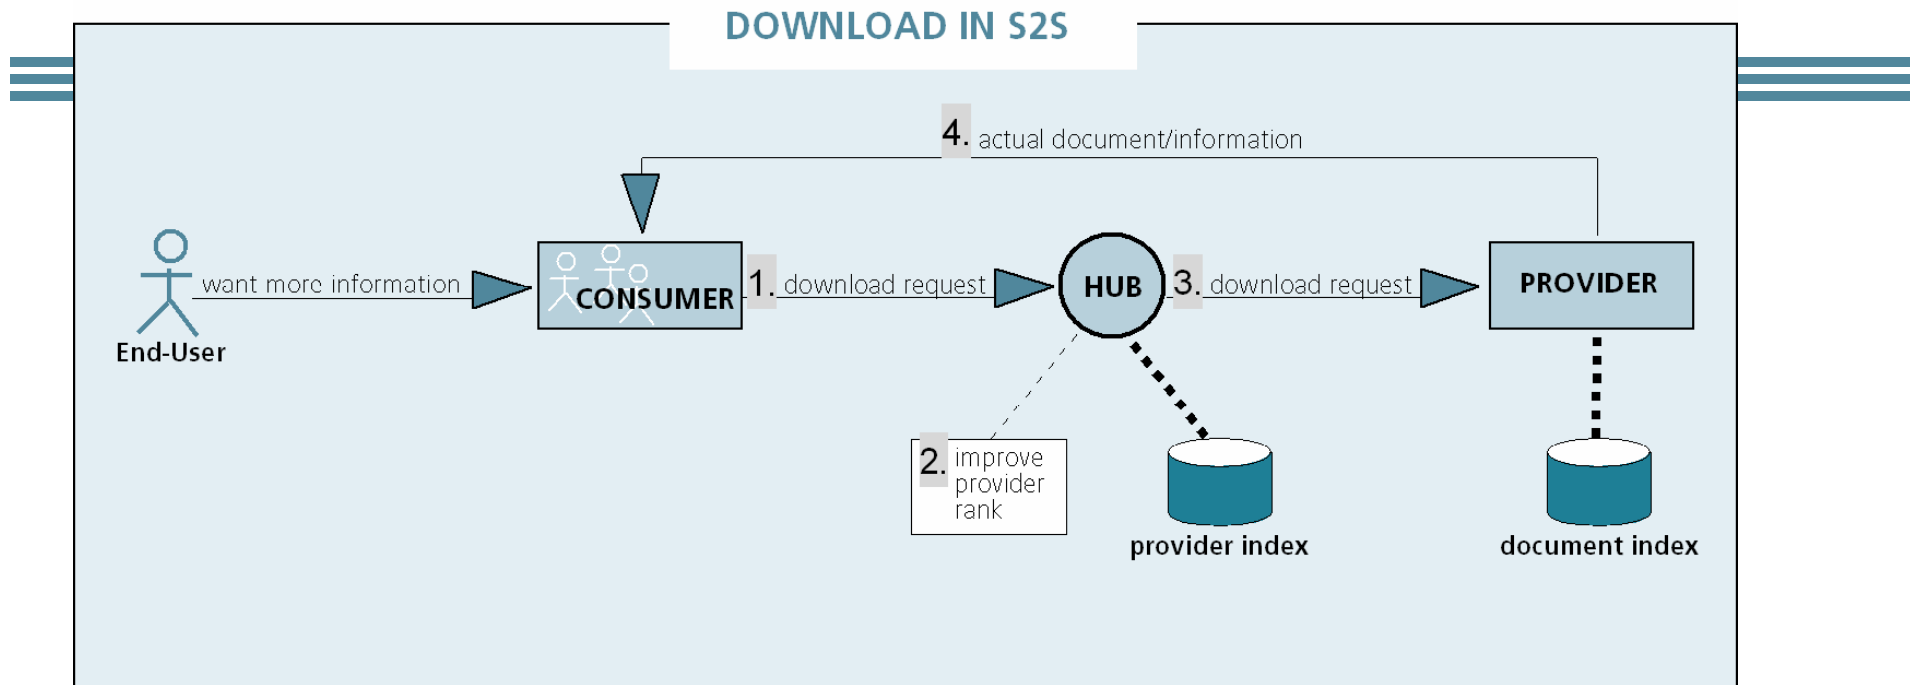 DOWNLOAD IN S2S
4. actual document/information
want more information
End-User
CONSUMER
1. download request
HUB
3. download request
PROVIDER
2. improve
provider
rank
provider index
document index